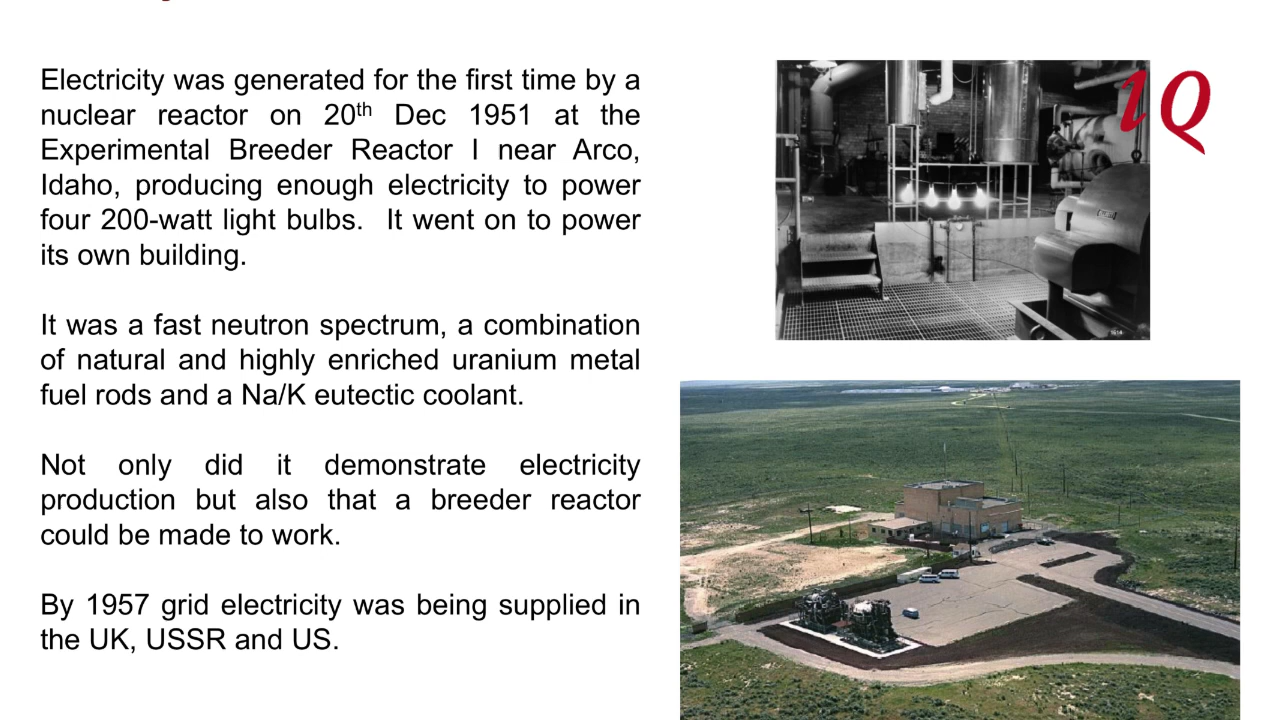 Electricity was generated for the first time by a
nuclear reactor on 20th Dec 1951 at the
Experimental Breeder Reactor I near Arco,
Idaho, producing enough electricity to power
four 200-watt light bulbs. It went on to power
its own building.
It was a fast neutron spectrum, a combination
of natural and highly enriched uranium metal
fuel rods and a Na/K eutectic coolant.
Not only did it demonstrate electricity
production but also that a breeder reactor
could be made to work.
By 1957 grid electricity was being supplied in
the UK, USSR and US.
iQ